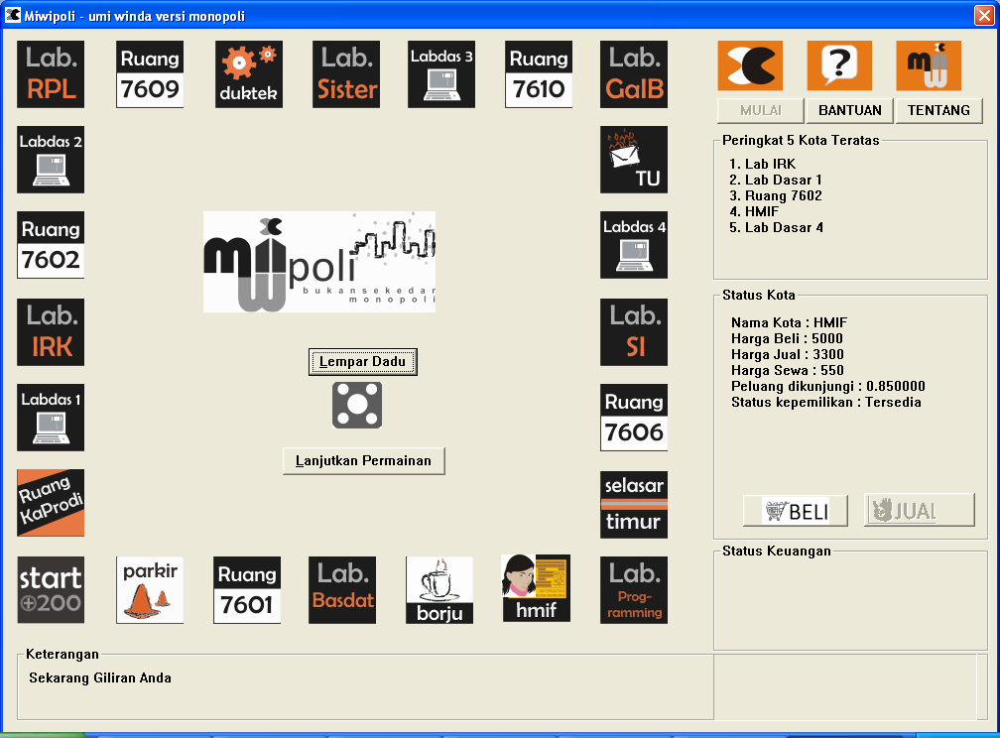 Miwipoli - umi winda versi monopoli
Lab.
RPL
Ruang
7609
duktek
Lab.
Sister
Labdas 3
Ruang
7610
Lab.
GaIB
Labdas 2
TU
Ruang
7602
Labdas 4
Lab.
IRK
Lab.
SI
Labdas 1
Ruang
7606
Ruang
KaProdi
selasar
timur
start
+200
parkir
Ruang
7601
Lab.
Basdat
borju
hmif
Lab.
Prog-
ramming
miwipoli
bukansekedar
monopoli
Lempar Dadu
Lanjutkan Permainan
?
miw
MULAI
BANTUAN
TENTANG
Peringkat 5 Kota Teratas
1. Lab IRK
2. Lab Dasar 1
3. Ruang 7602
4. HMIF
5. Lab Dasar 4
Status Kota
Nama Kota : HMIF
Harga Beli : 5000
Harga Jual : 3300
Harga Sewa : 550
Peluang dikunjungi : 0.850000
Status kepemilikan : Tersedia
BELI
JUAL
Status Keuangan
Keterangan
Sekarang Giliran Anda